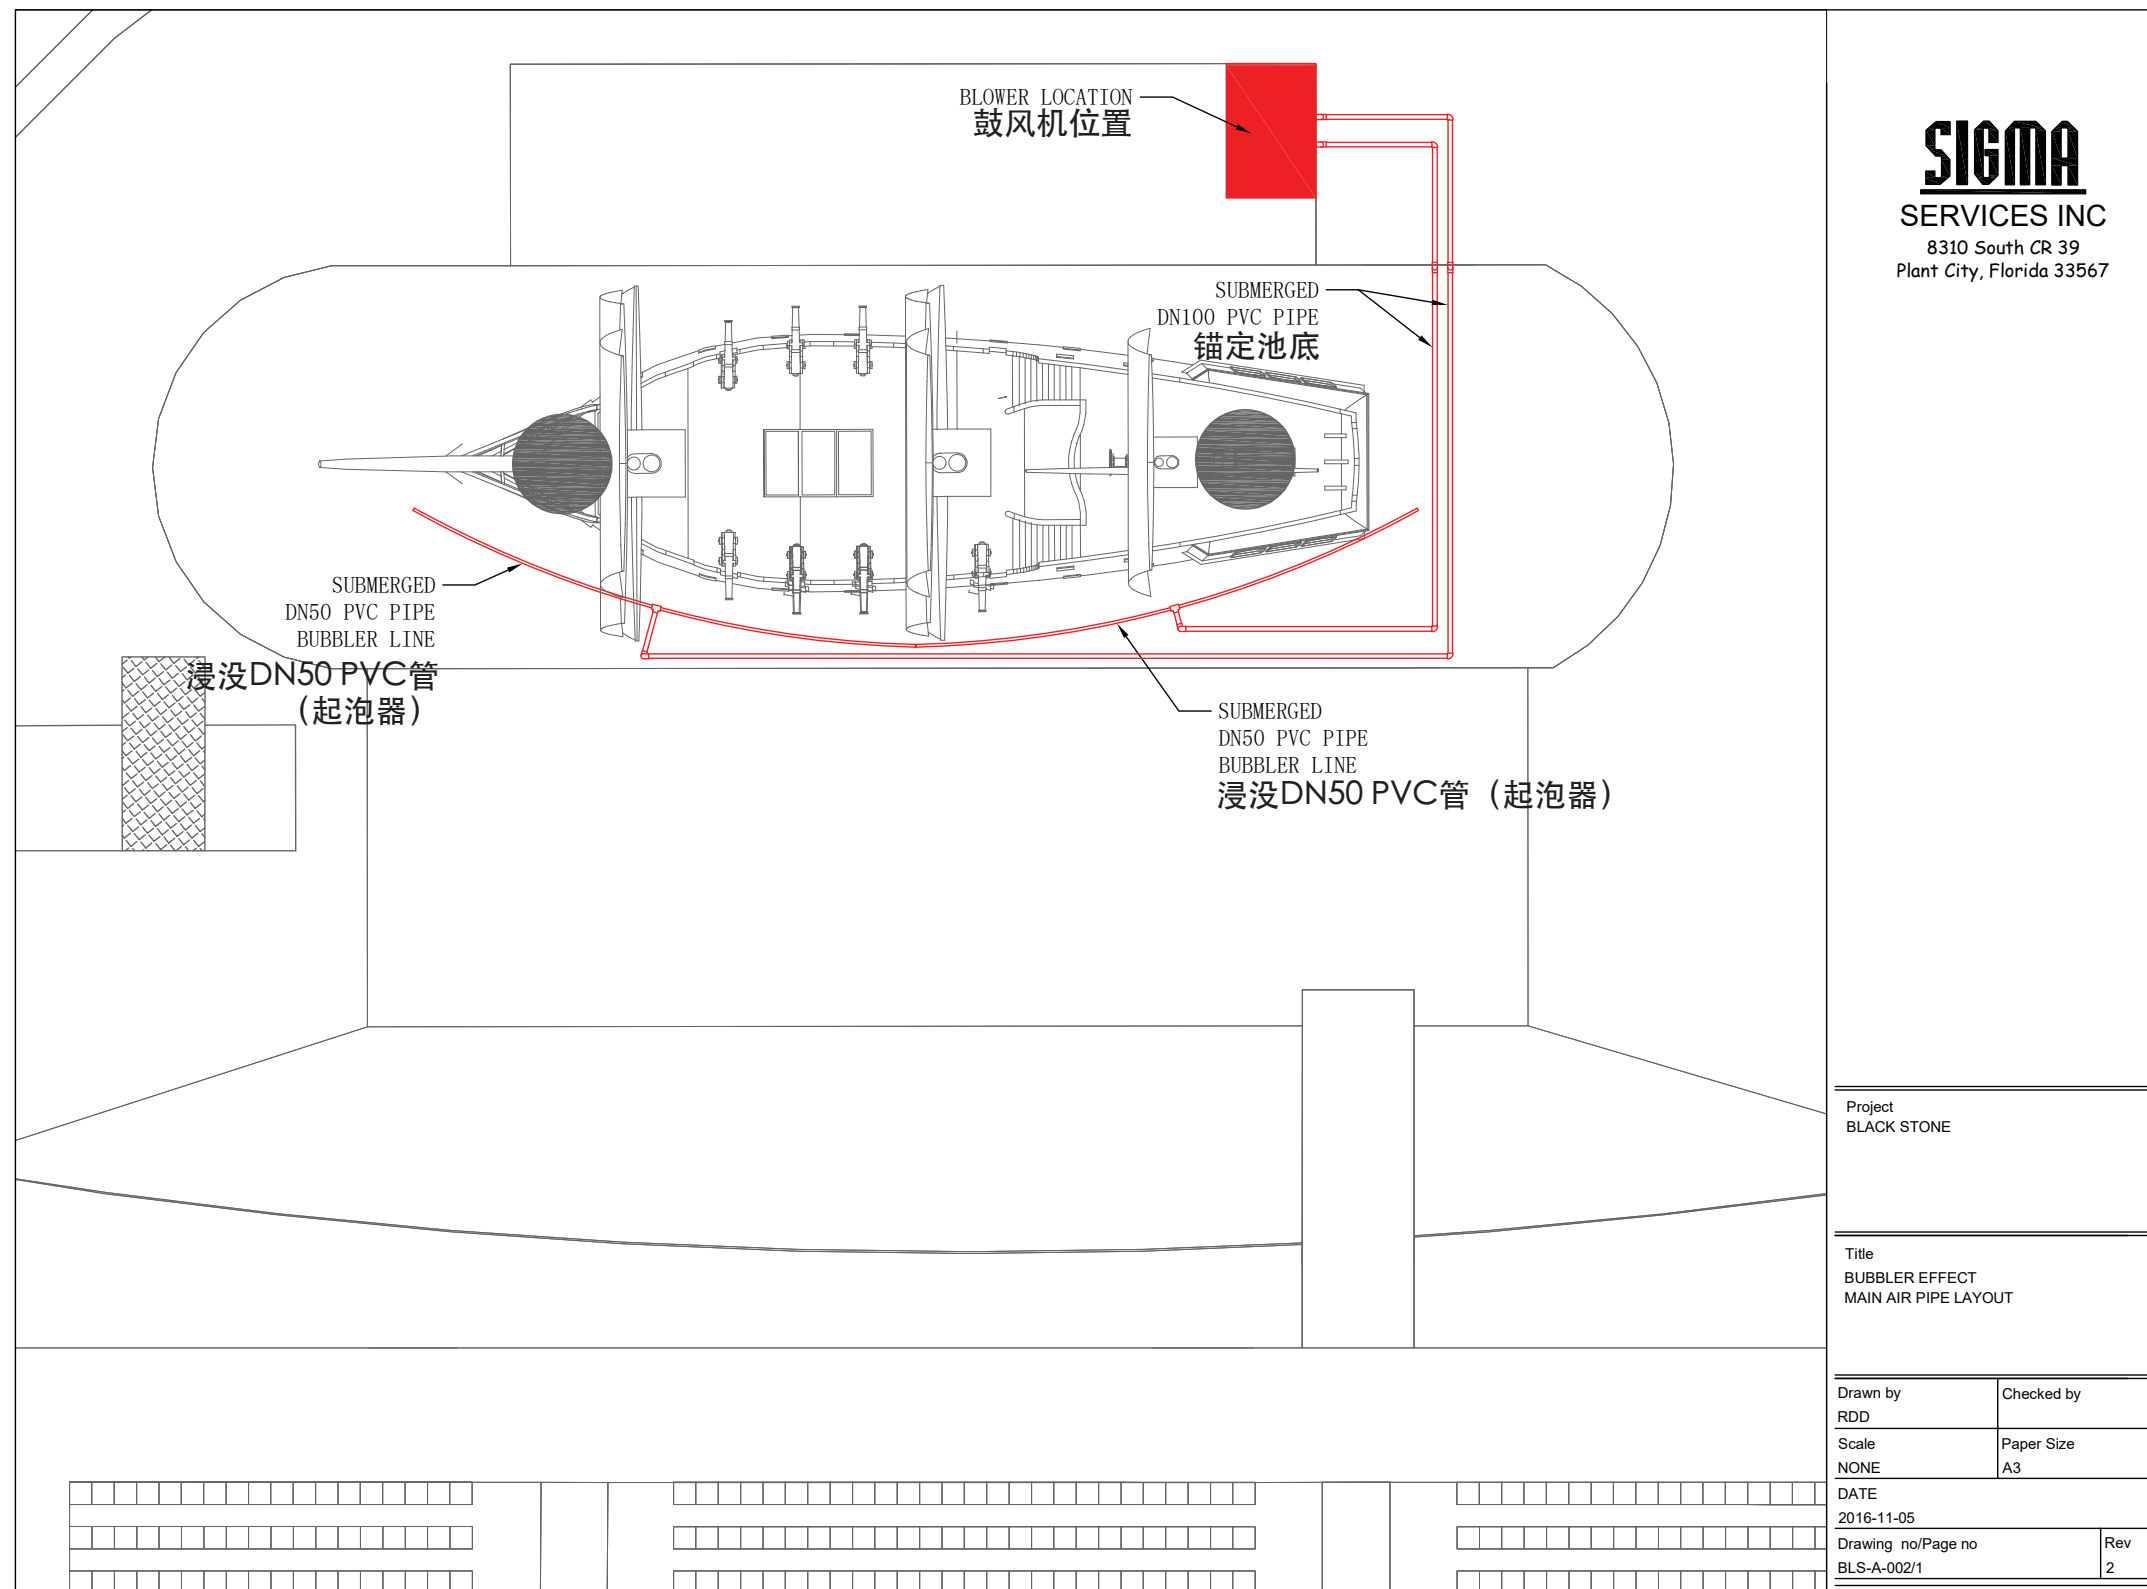 BLOWER LOCATION
鼓风机位置
SUBMERGED
DN100 PVC PIPE
锚定池底
SUBMERGED
DN50 PVC PIPE
BUBBLER LINE
浸没DN50 PVC管
（起泡器）
SUBMERGED
DN50 PVC PIPE
BUBBLER LINE
浸没DN50 PVC管（起泡器）
SIGMA
SERVICES INC
8310 South CR 39
Plant City, Florida 33567
Project
BLACK STONE
Title
BUBBLER EFFECT
MAIN AIR PIPE LAYOUT
Drawn by
RDD
Checked by
Scale
NONE
Paper Size
A3
DATE
2016-11-05
Drawing no/Page no
BLS-A-002/1
Rev
2